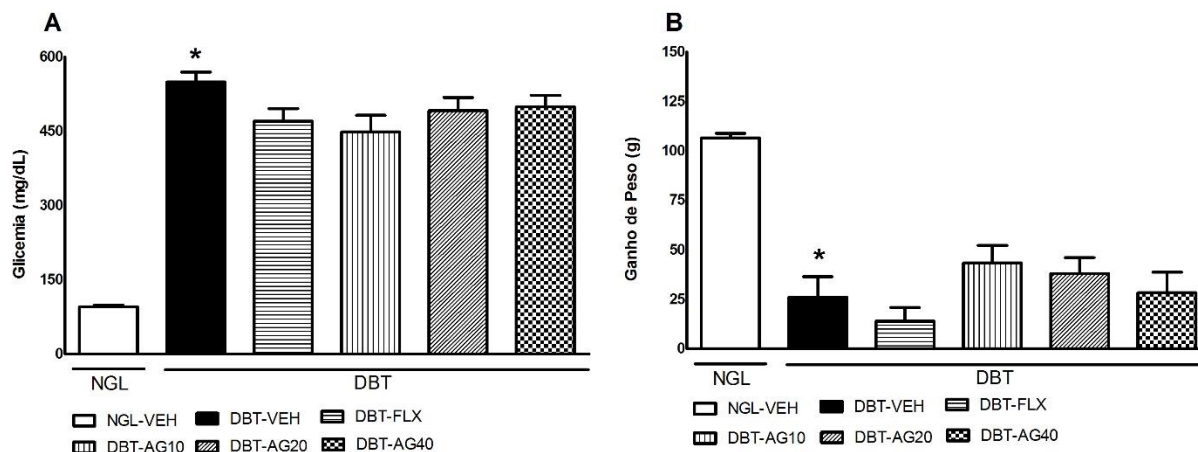 A
Glicemia (mg/dL)
600
450
300
150
0
*
NGL
DBT
NGL-VEH DBT-VEH DBT-FLX
DBT-AG10 DBT-AG20 DBT-AG40
B
Ganho de Peso (g)
150
125
100
75
50
25
0
*
NGL
DBT
NGL-VEH DBT-VEH DBT-FLX
DBT-AG10 DBT-AG20 DBT-AG40